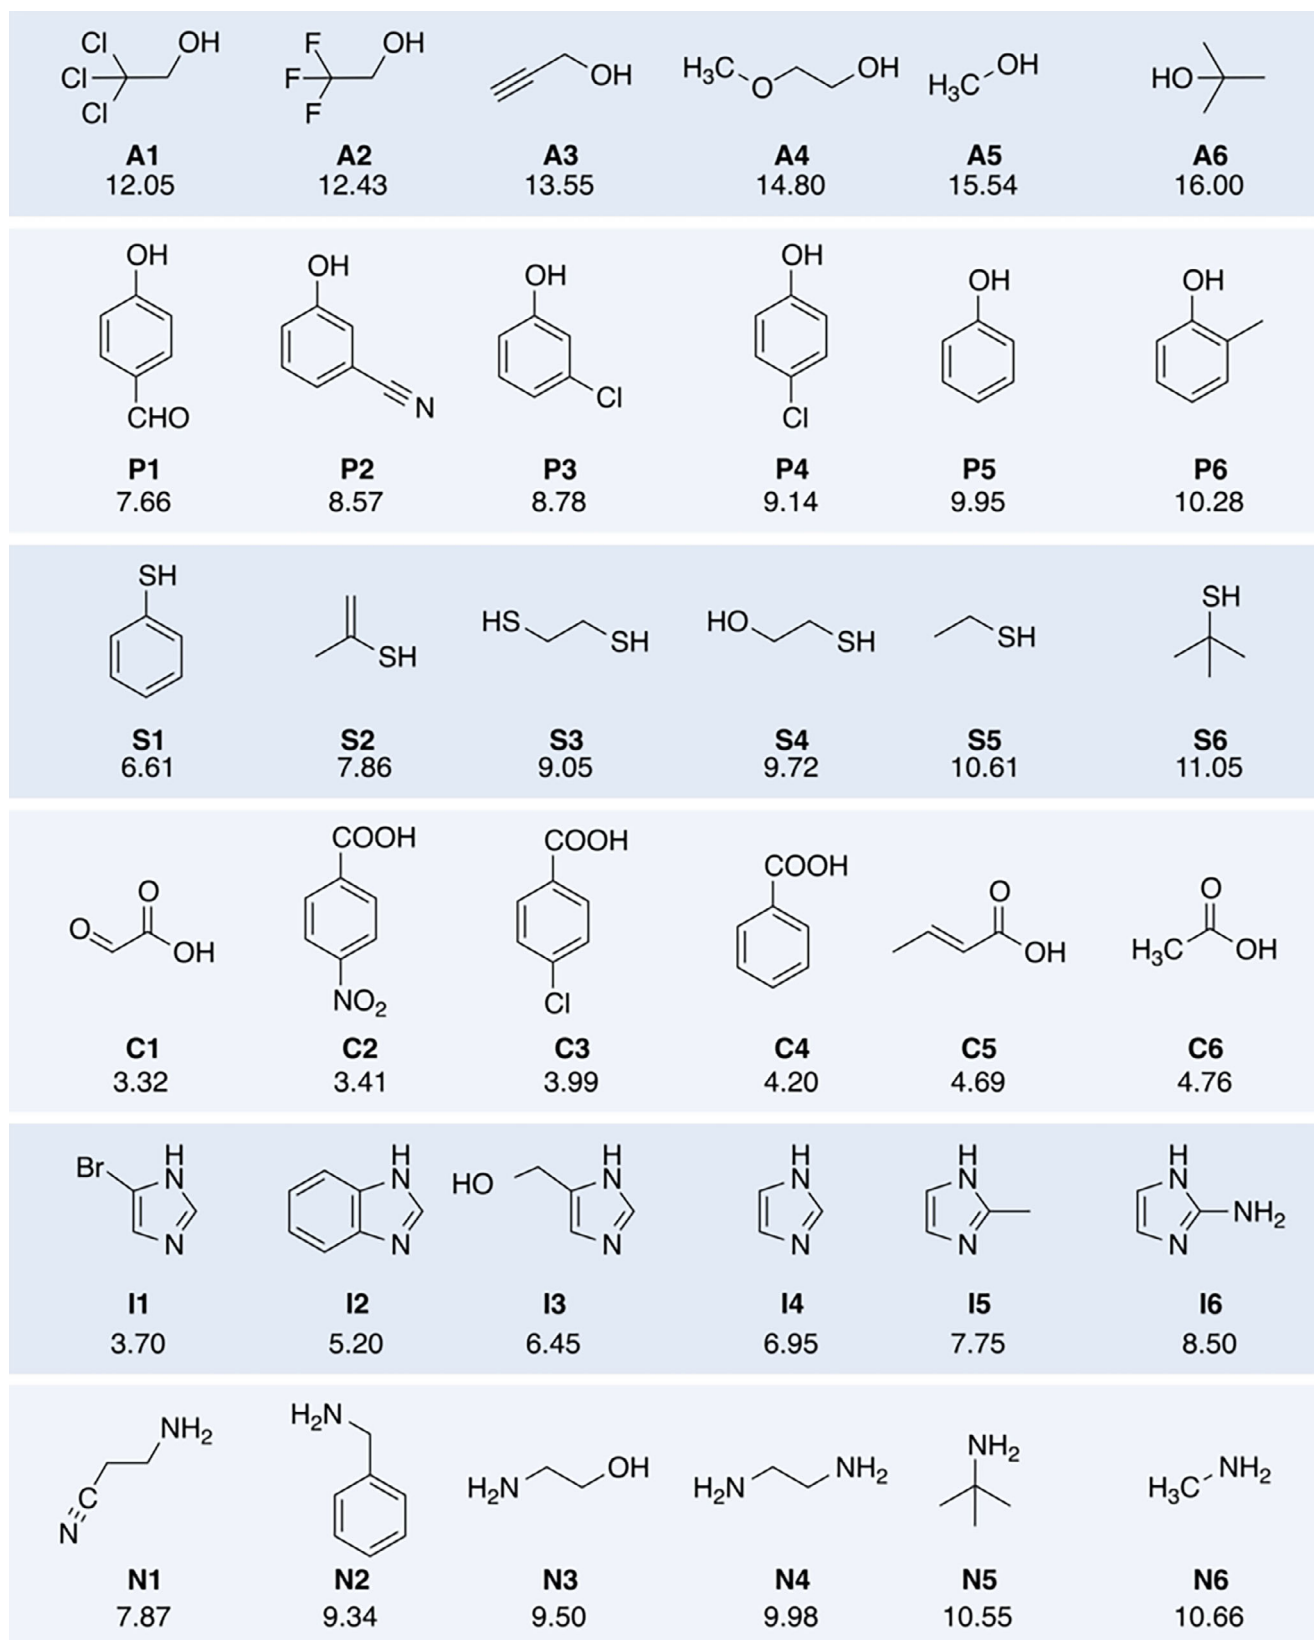 Cl OH F OH
Cl F OH H₃C O OH H₃C OH HO
Cl F
A1 A2 A3 A4 A5 A6
12.05 12.43 13.55 14.80 15.54 16.00
OH OH OH OH OH OH
CHO N Cl Cl
P1 P2 P3 P4 P5 P6
7.66 8.57 8.78 9.14 9.95 10.28
SH SH HS SH HO SH SH SH
S1 S2 S3 S4 S5 S6
6.61 7.86 9.05 9.72 10.61 11.05
COOH COOH COOH
O O O
O OH OH H₃C OH
NO₂ Cl
C1 C2 C3 C4 C5 C6
3.32 3.41 3.99 4.20 4.69 4.76
H H H H H H
Br N N HO N N N N
N N N N N N NH₂
I1 I2 I3 I4 I5 I6
3.70 5.20 6.45 6.95 7.75 8.50
NH₂ H₂N OH NH₂ NH₂ NH₂
C H₂N H₂N H₃C
N
N1 N2 N3 N4 N5 N6
7.87 9.34 9.50 9.98 10.55 10.66